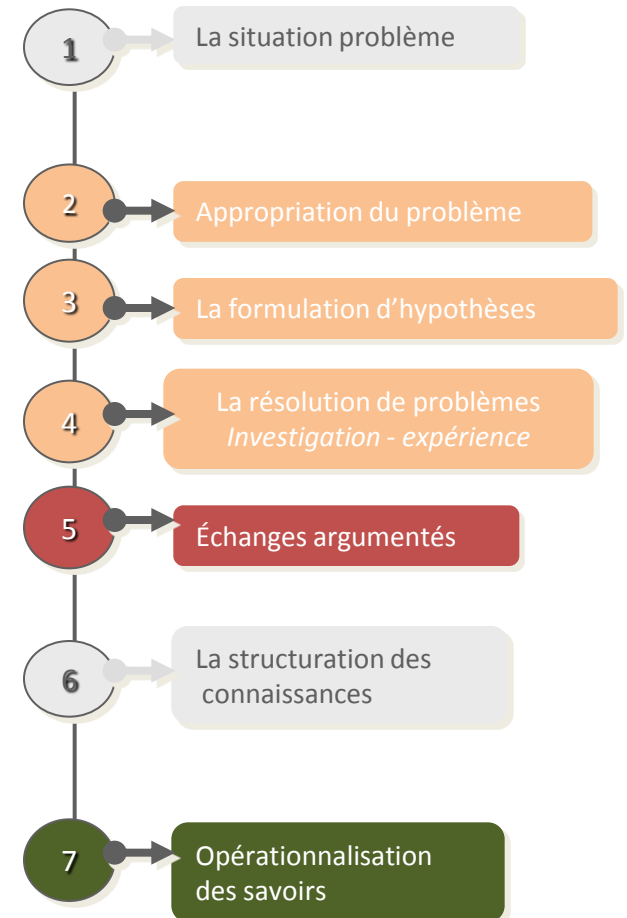 1
La situation problème
2
Appropriation du problème
3
La formulation d’hypothèses
4
La résolution de problèmes
Investigation - expérience
5
Échanges argumentés
6
La structuration des
connaissances
7
Opérationnalisation
des savoirs